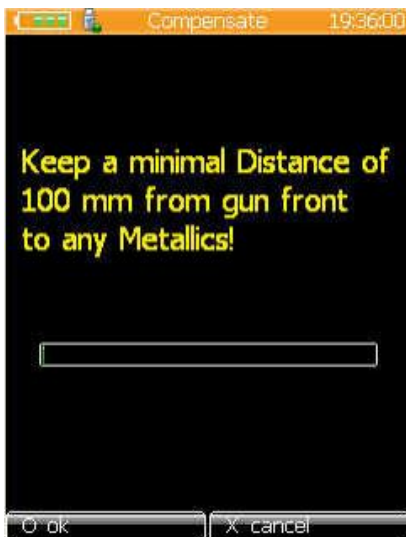 Compensate 19:36:00
Keep a minimal Distance of
100 mm from gun front
to any Metallics!
O ok X cancel